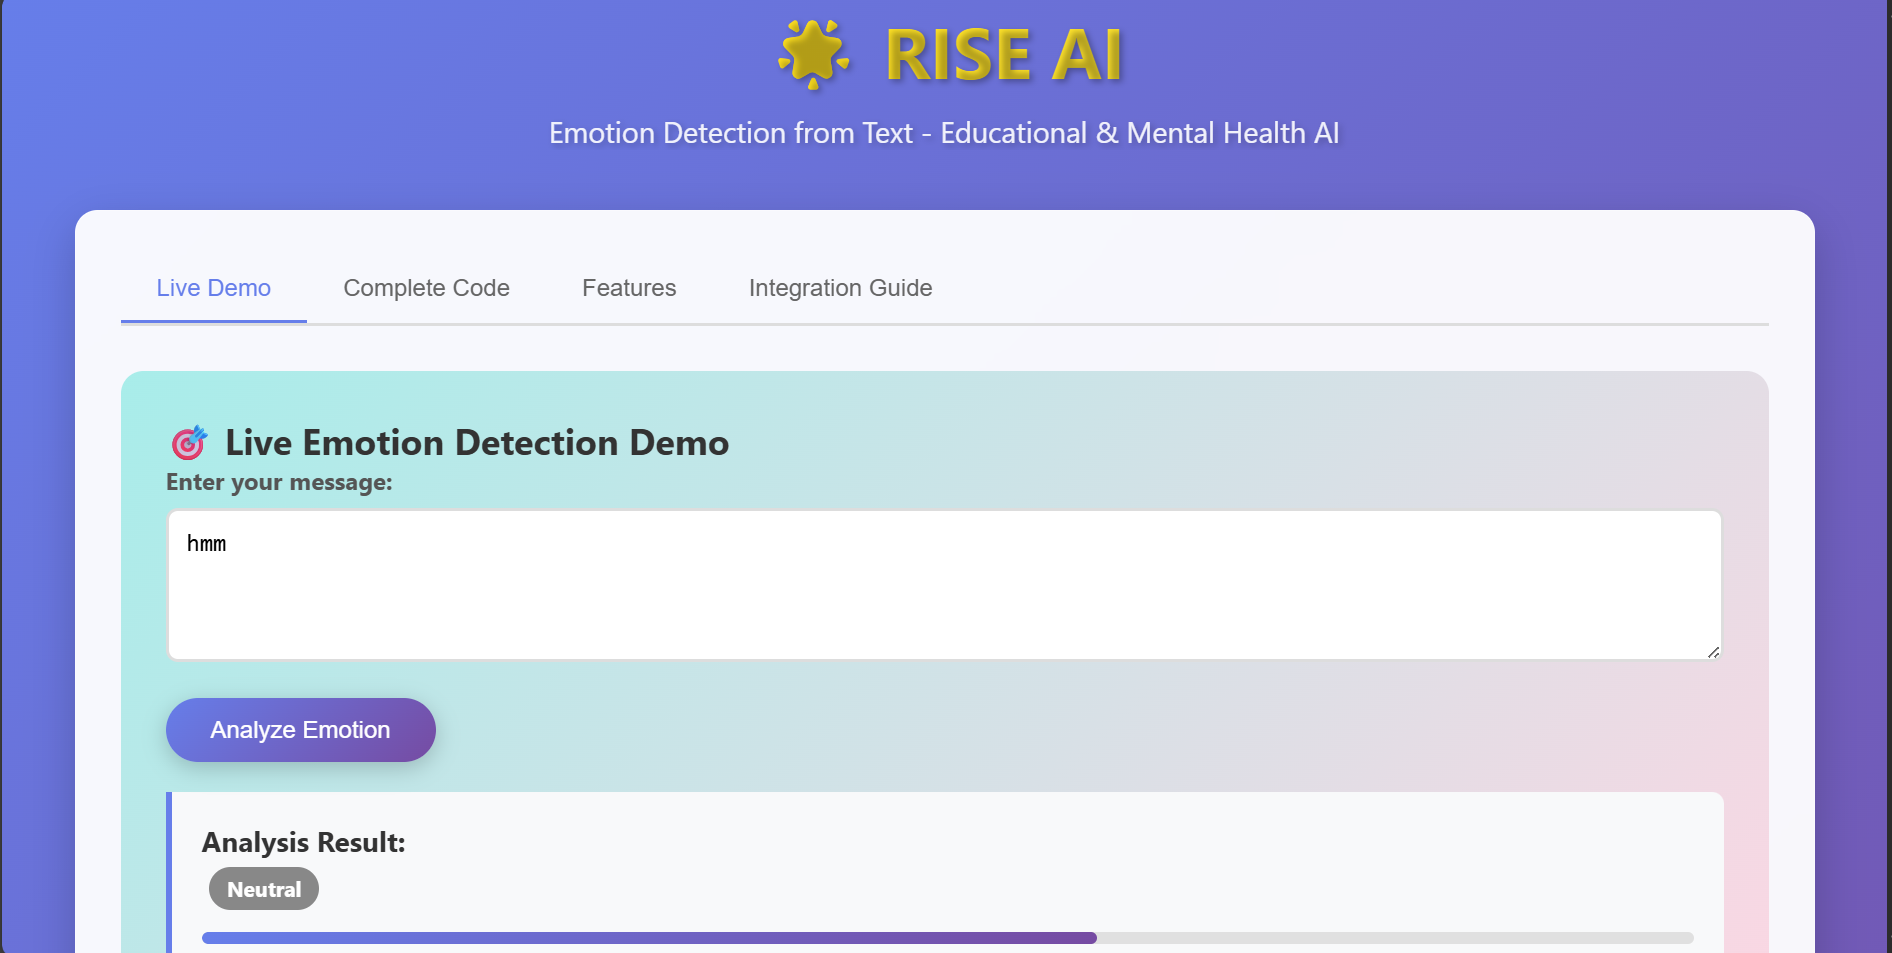 RISE AI
Emotion Detection from Text - Educational & Mental Health AI
Live Demo Complete Code Features Integration Guide
Live Emotion Detection Demo
Enter your message:
hmm
Analyze Emotion
Analysis Result:
Neutral